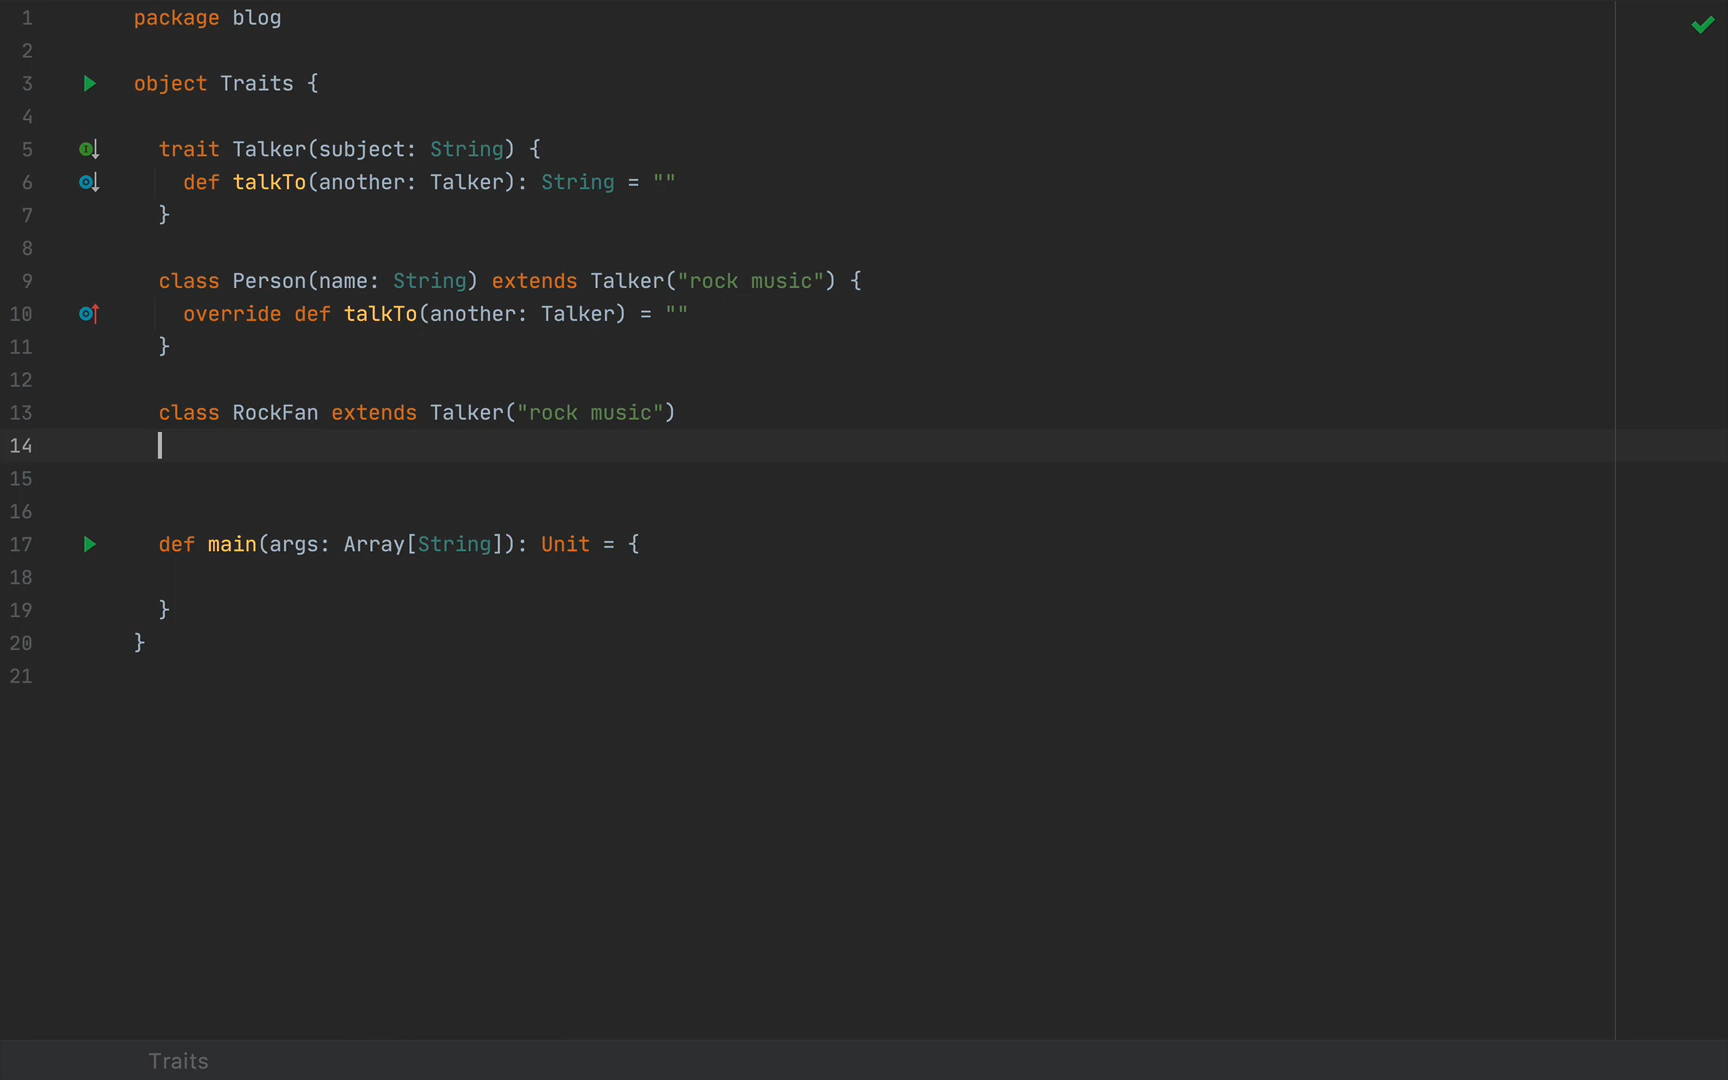 1 package blog
2
3 object Traits {
4
5 trait Talker(subject: String) {
6 def talkTo(another: Talker): String = ""
7 }
8
9 class Person(name: String) extends Talker("rock music") {
10 override def talkTo(another: Talker) = ""
11 }
12
13 class RockFan extends Talker("rock music")
14
15
16
17 def main(args: Array[String]): Unit = {
18
19 }
20 }
21
Traits